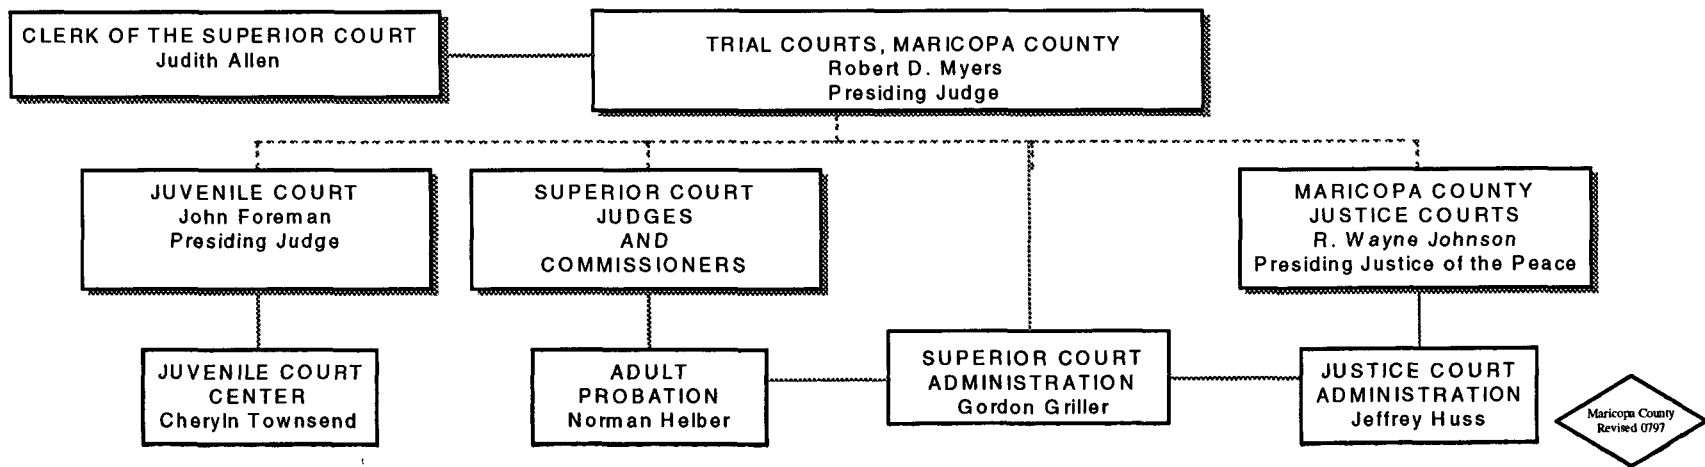 CLERK OF THE SUPERIOR COURT
Judith Allen
TRIAL COURTS, MARICOPA COUNTY
Robert D. Myers
Presiding Judge
JUVENILE COURT
John Foreman
Presiding Judge
SUPERIOR COURT
JUDGES
AND
COMMISSIONERS
MARICOPA COUNTY
JUSTICE COURTS
R. Wayne Johnson
Presiding Justice of the Peace
JUVENILE COURT
CENTER
Cheryln Townsend
ADULT
PROBATION
Norman Helber
SUPERIOR COURT
ADMINISTRATION
Gordon Griller
JUSTICE COURT
ADMINISTRATION
Jeffrey Huss
Maricopa County
Revised 0797